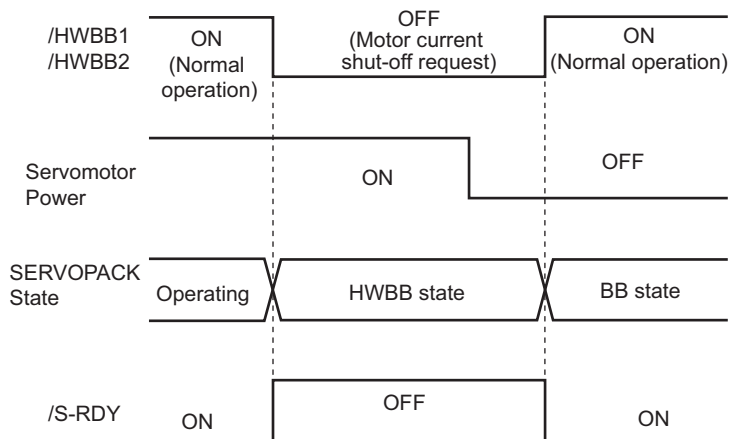 /HWBB1
/HWBB2
ON
(Normal
operation)
OFF
(Motor current
shut-off request)
ON
(Normal operation)
Servomotor
Power
ON
OFF
SERVOPACK
State
Operating
HWBB state
BB state
/S-RDY
ON
OFF
ON